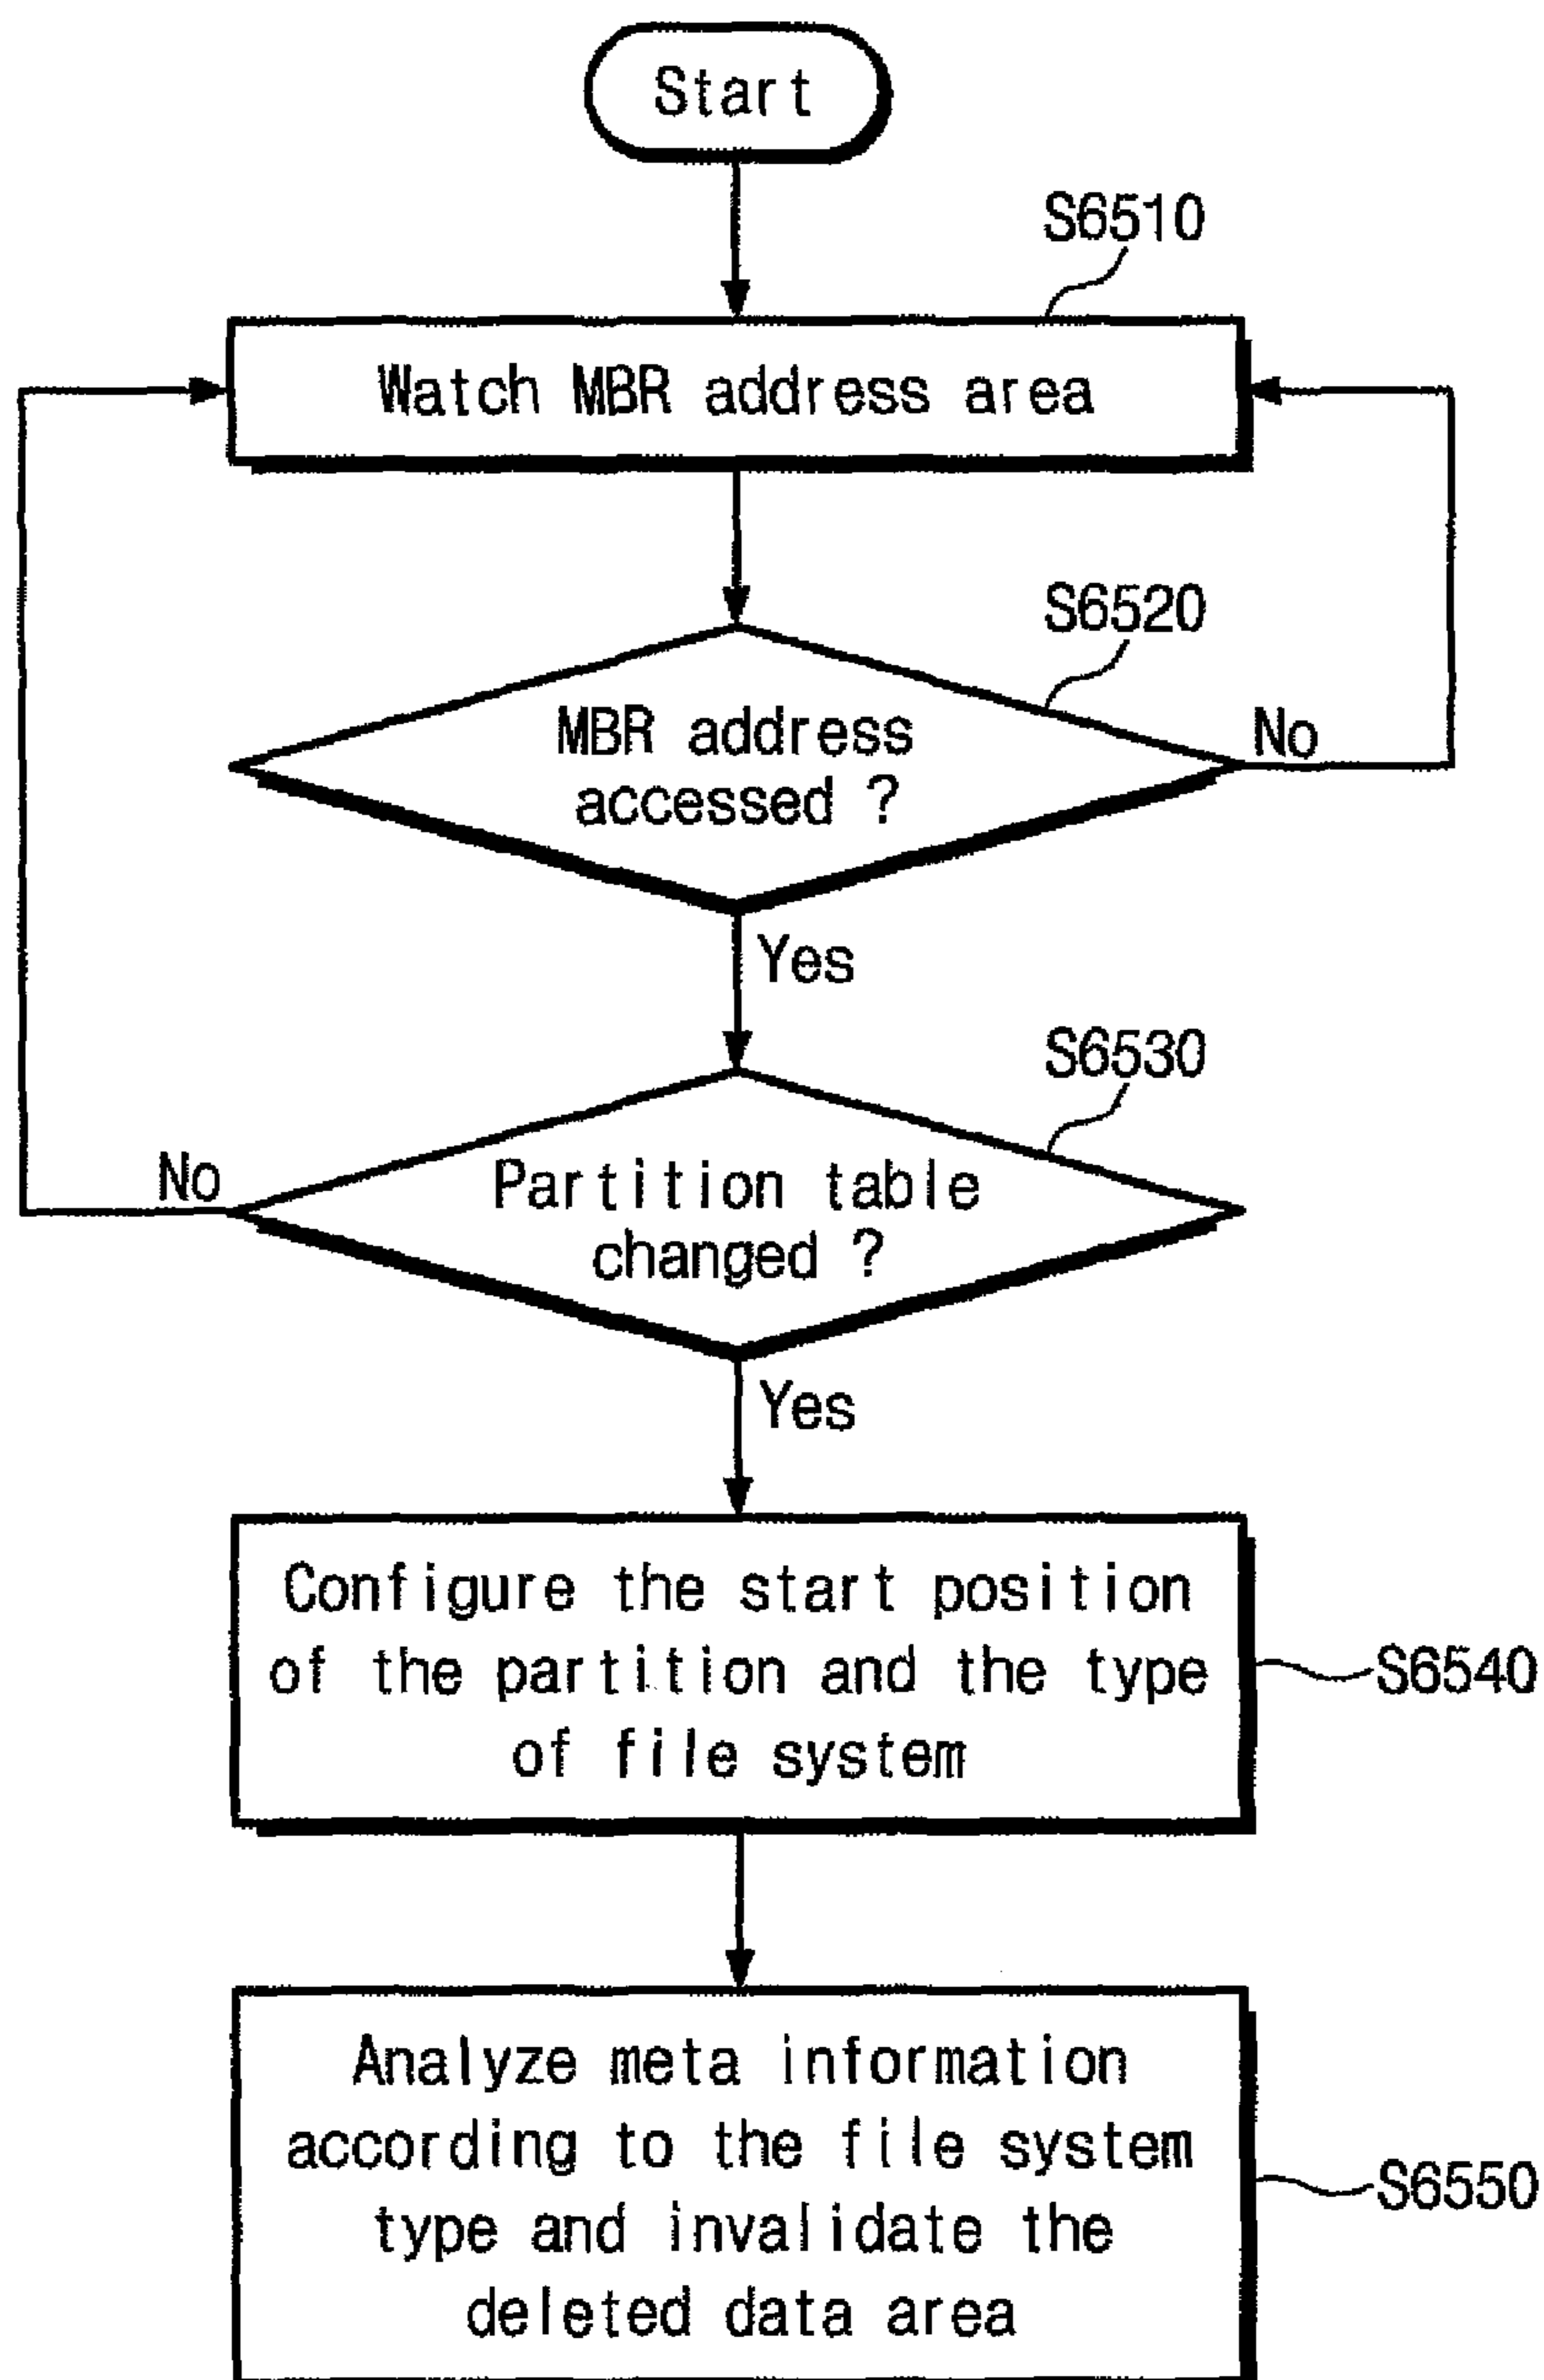 Start
S6510
Watch MBR address area
S6520
MBR address
accessed ?
No
Yes
S6530
Partition table
changed ?
No
Yes
Configure the start position
of the partition and the type
of file system
S6540
Analyze meta information
according to the file system
type and invalidate the
deleted data area
S6550